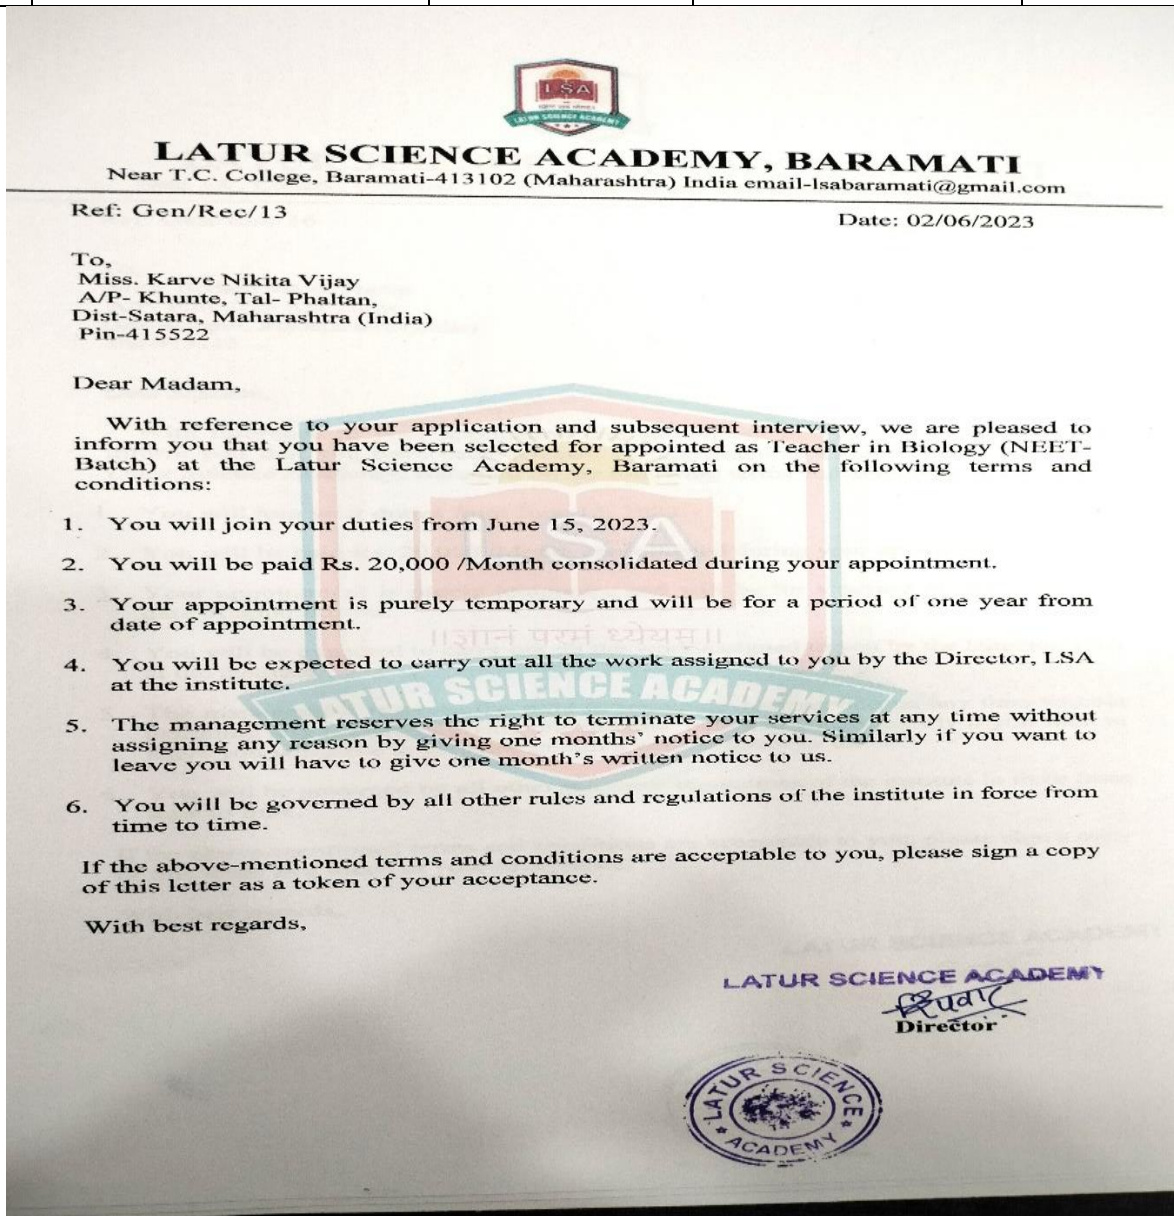 LSA
LATUR SCIENCE ACADEMY
LATUR SCIENCE ACADEMY, BARAMATI
Near T.C. College, Baramati-413102 (Maharashtra) India email-lsabaramati@gmail.com
Ref: Gen/Rec/13
Date: 02/06/2023
To,
Miss. Karve Nikita Vijay
A/P- Khunte, Tal- Phaltan,
Dist-Satara, Maharashtra (India)
Pin-415522
Dear Madam,
With reference to your application and subsequent interview, we are pleased to
inform you that you have been selected for appointed as Teacher in Biology (NEET-
Batch) at the Latur Science Academy, Baramati on the following terms and
conditions:
1. You will join your duties from June 15, 2023.
LSA
2. You will be paid Rs. 20,000 /Month consolidated during your appointment.
3. Your appointment is purely temporary and will be for a period of one year from
date of appointment.
||ज्ञानं परमं ध्येयम्||
4. You will be expected to carry out all the work assigned to you by the Director, LSA
at the institute.
LATUR SCIENCE ACADEMY
5. The management reserves the right to terminate your services at any time without
assigning any reason by giving one months' notice to you. Similarly if you want to
leave you will have to give one month's written notice to us.
6. You will be governed by all other rules and regulations of the institute in force from
time to time.
If the above-mentioned terms and conditions are acceptable to you, please sign a copy
of this letter as a token of your acceptance.
With best regards,
LATUR SCIENCE ACADEMY
Director
LATUR SCIENCE
ACADEMY